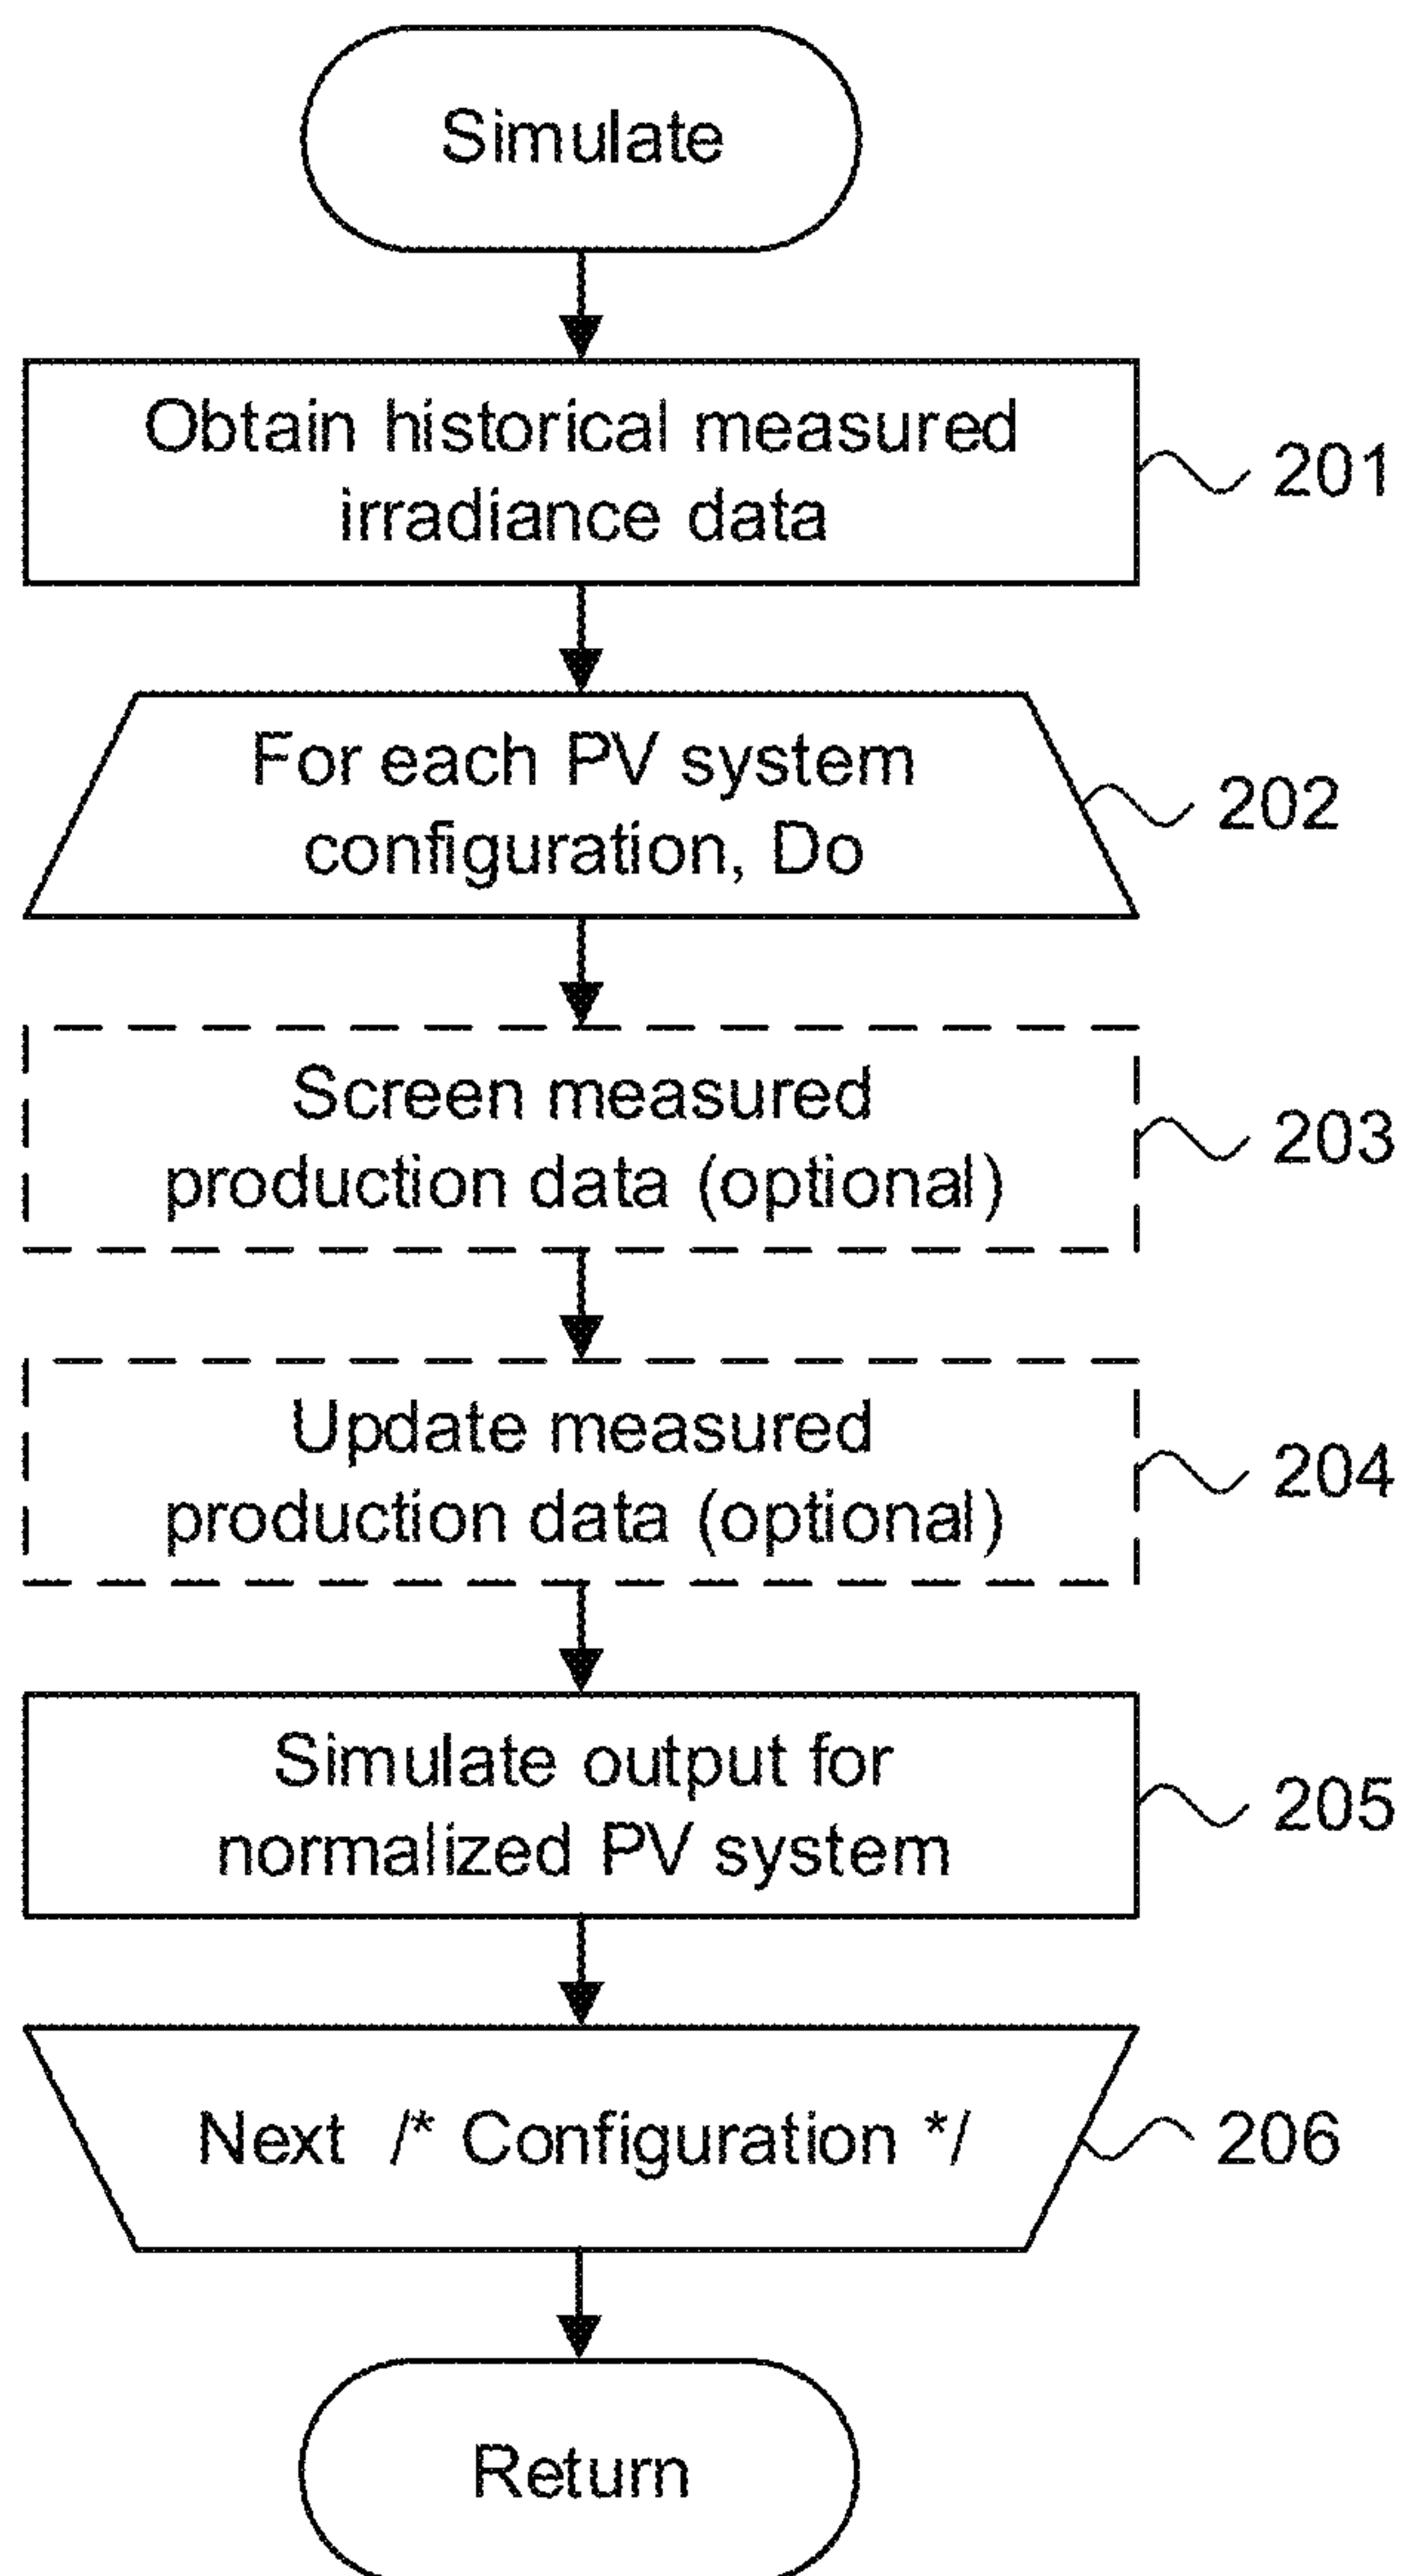 Simulate
Obtain historical measured
irradiance data
201
For each PV system
configuration, Do
202
Screen measured
production data (optional)
203
Update measured
production data (optional)
204
Simulate output for
normalized PV system
205
Next /* Configuration */
206
Return